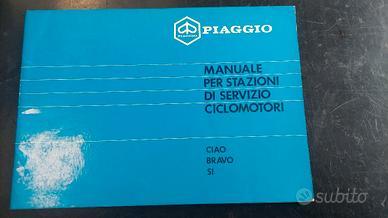 PIAGGIO
MANUALE
PER STAZIONI
DI SERVIZIO
CICLOMOTORI
CIAO
BRAVO
SI
subito